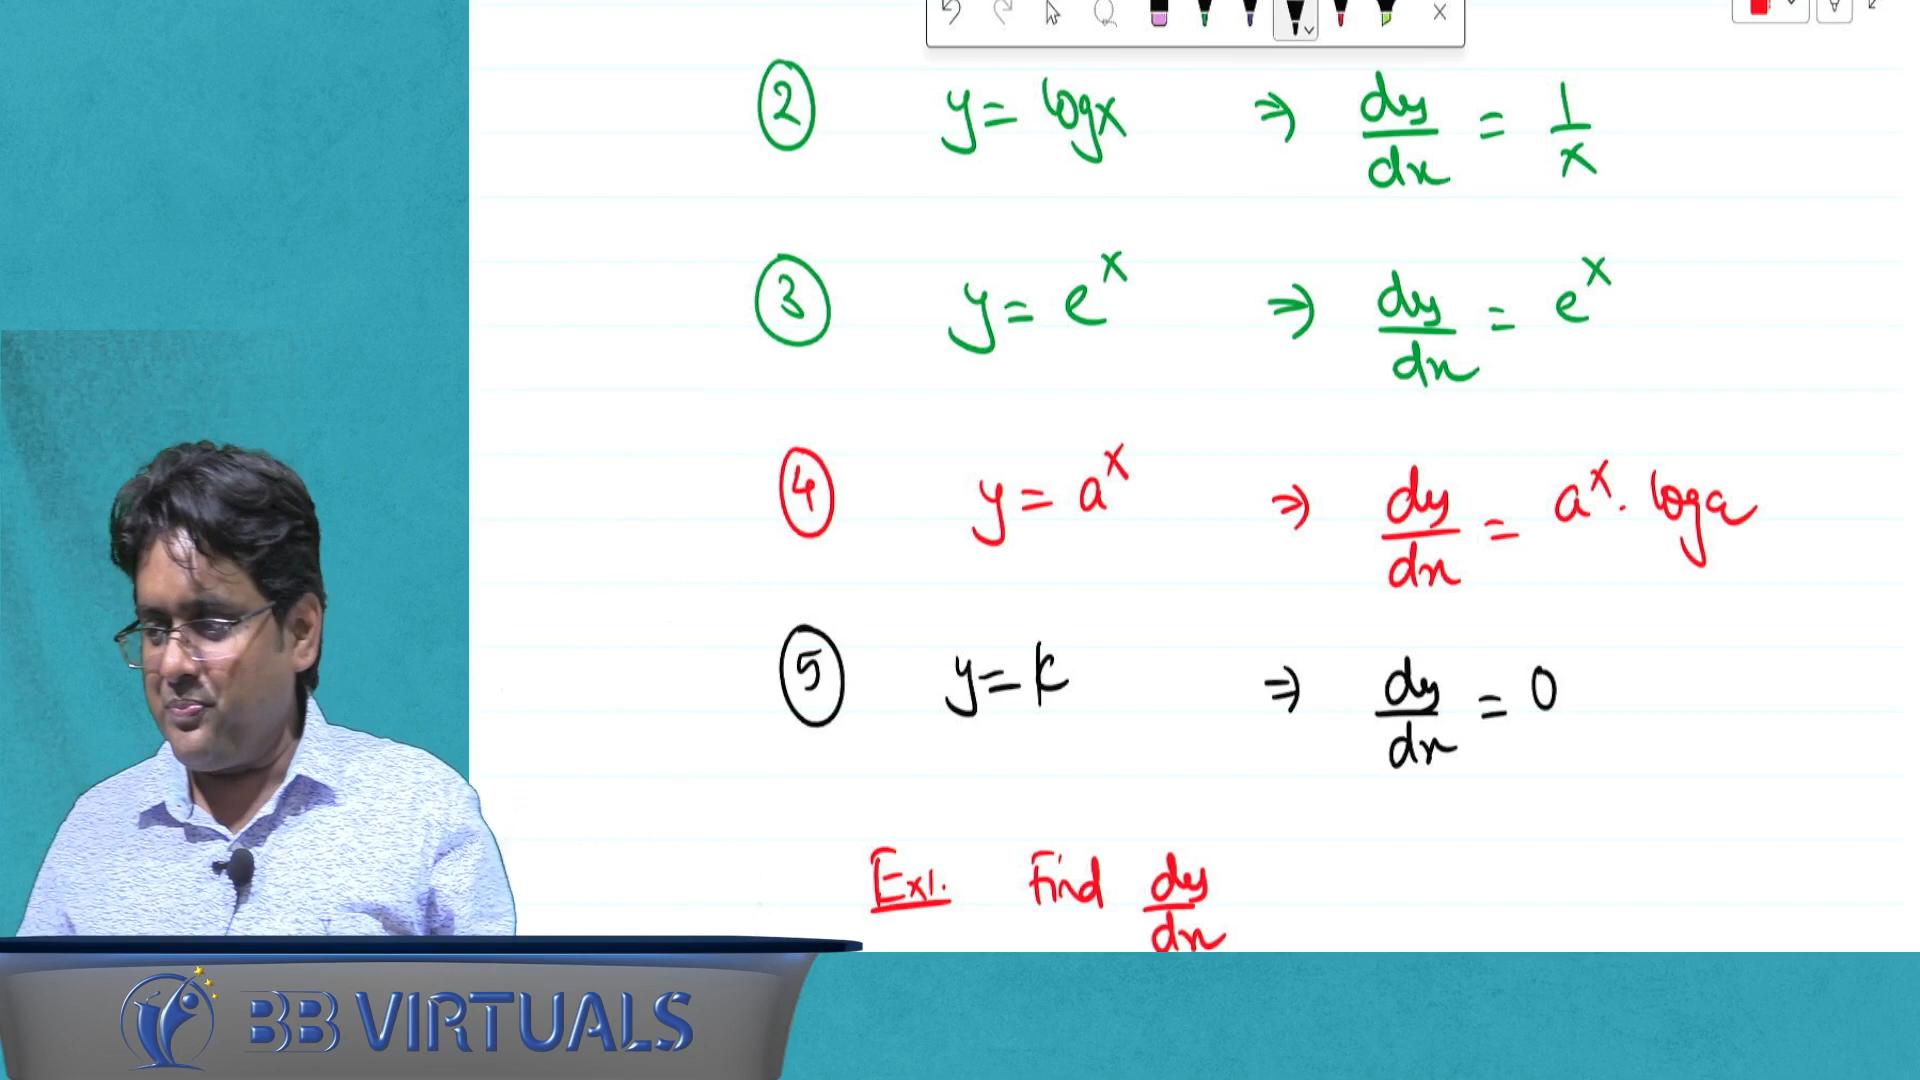 ② y = logx ⇒ dy/dx = 1/x
③ y = e^x ⇒ dy/dx = e^x
④ y = a^x ⇒ dy/dx = a^x . loga
⑤ y = k ⇒ dy/dx = 0
Ex1. Find dy/dx
BB VIRTUALS